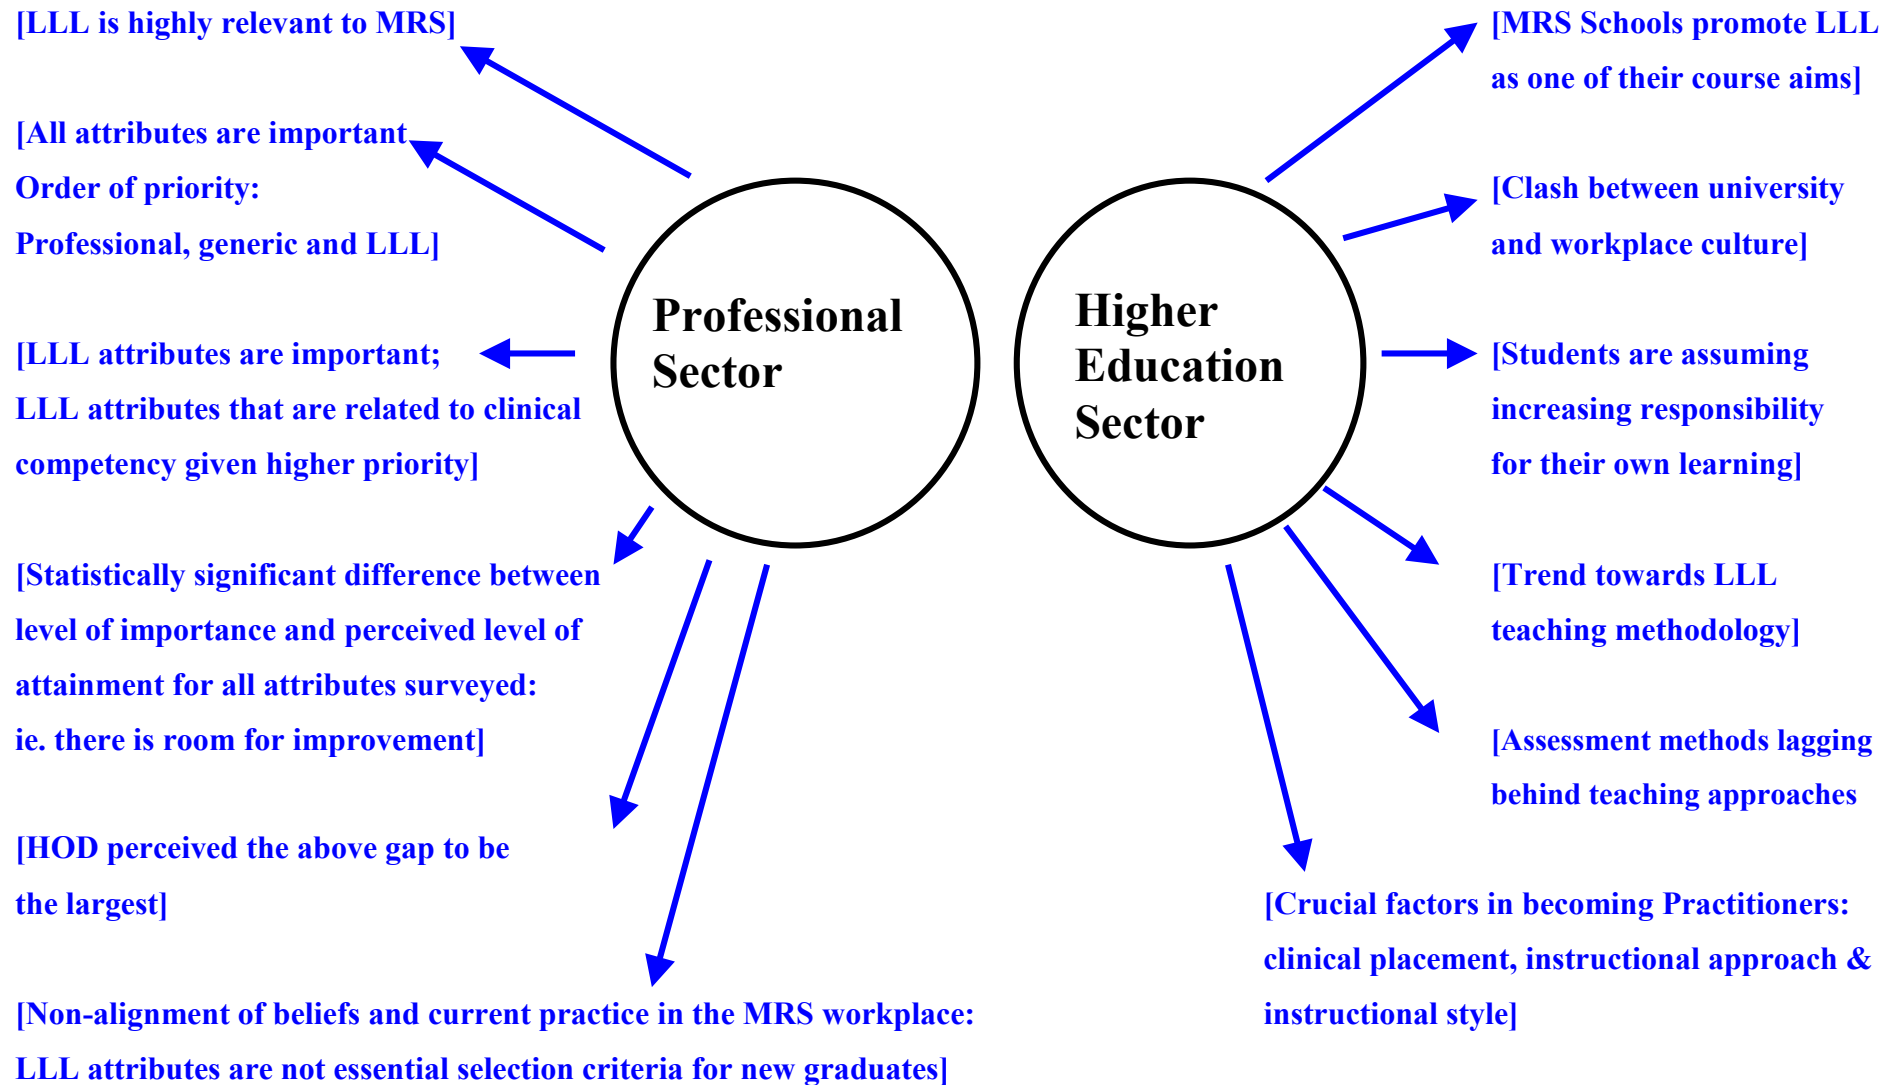 [LLL is highly relevant to MRS]
[All attributes are important
Order of priority:
Professional, generic and LLL]
[LLL attributes are important;
LLL attributes that are related to clinical
competency given higher priority]
[Statistically significant difference between
level of importance and perceived level of
attainment for all attributes surveyed:
ie. there is room for improvement]
[HOD perceived the above gap to be
the largest]
[Non-alignment of beliefs and current practice in the MRS workplace:
LLL attributes are not essential selection criteria for new graduates]
Professional
Sector
Higher
Education
Sector
[MRS Schools promote LLL
as one of their course aims]
[Clash between university
and workplace culture]
[Students are assuming
increasing responsibility
for their own learning]
[Trend towards LLL
teaching methodology]
[Assessment methods lagging
behind teaching approaches
[Crucial factors in becoming Practitioners:
clinical placement, instructional approach &
instructional style]